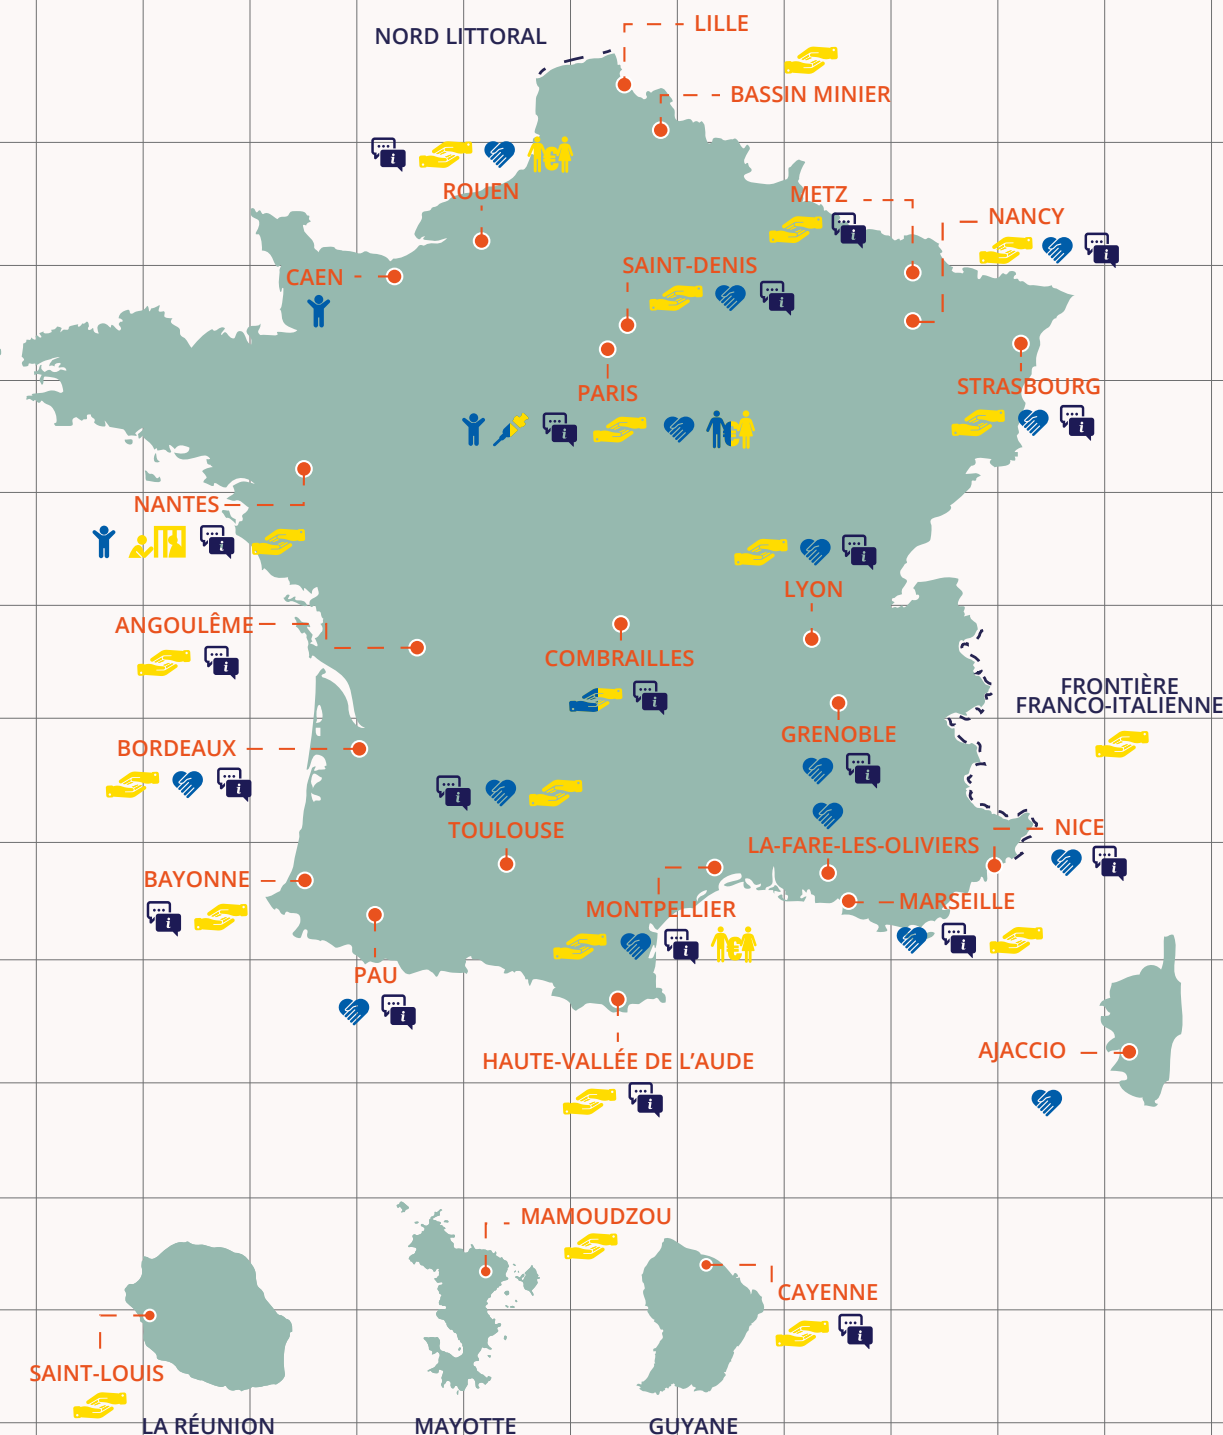 LILLE
NORD LITTORAL
BASSIN MINIER
ROUEN
METZ
NANCY
SAINT-DENIS
CAEN
PARIS
STRASBOURG
NANTES
LYON
ANGOULÊME
COMBRAILLES
FRONTIÈRE
FRANCO-ITALIENNE
GRENOBLE
BORDEAUX
TOULOUSE
NICE
LA-FARE-LES-OLIVIERS
BAYONNE
MARSEILLE
MONTPELLIER
PAU
AJACCIO
HAUTE-VALLÉE DE L’AUDE
MAMOUDZOU
CAYENNE
SAINT-LOUIS
LA RÉUNION
MAYOTTE
GUYANE